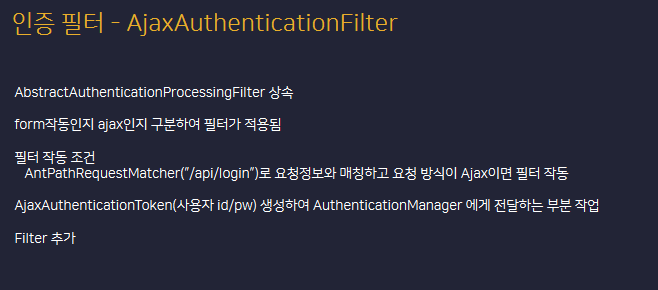 인증 필터 - AjaxAuthenticationFilter
AbstractAuthenticationProcessingFilter 상속
form작동인지 ajax인지 구분하여 필터가 적용됨
필터 작동 조건
AntPathRequestMatcher("/api/login")로 요청정보와 매칭하고 요청 방식이 Ajax이면 필터 작동
AjaxAuthenticationToken(사용자 id/pw) 생성하여 AuthenticationManager 에게 전달하는 부분 작업
Filter 추가